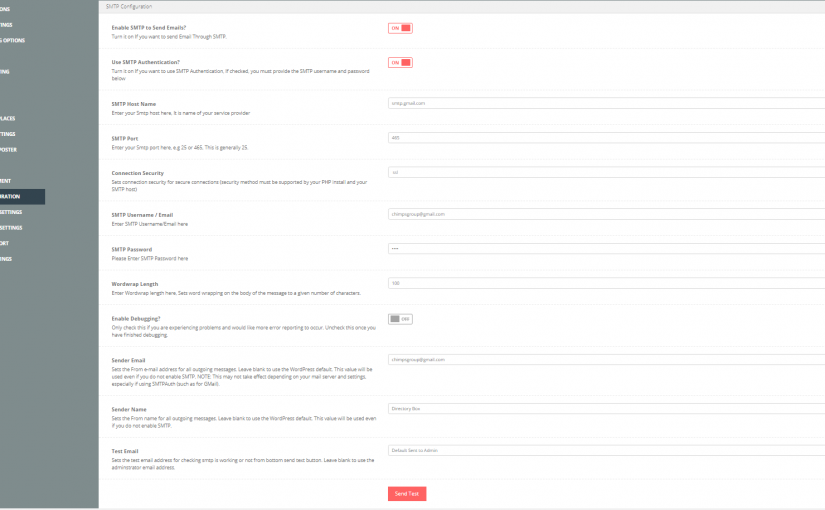 SMTP Configuration
ONS
TINGS
G OPTIONS
TING
LACES
TTINGS
POSTER
MENT
URATION
SETTINGS
SETTINGS
ORT
INGS
Enable SMTP to Send Emails?
Turn it on if you want to send Email Through SMTP.
ON
Use SMTP Authentication?
Turn it on if you want to use SMTP Authentication. If checked, you must provide the SMTP username and password
below
ON
SMTP Host Name
Enter your Smtp host here. It is name of your service provider
smtp.gmail.com
SMTP Port
Enter your Smtp port here, e.g 25 or 465. This is generally 25.
465
Connection Security
Sets connection security for secure connections (security method must be supported by your PHP install and your
SMTP host)
ssl
SMTP Username / Email
Enter SMTP Username/Email here
chimpsgroup@gmail.com
SMTP Password
Please Enter SMTP Password here
••••
Wordwrap Length
Enter Wordwrap length here, Sets word wrapping on the body of the message to a given number of characters.
100
Enable Debugging?
Only check this if you are experiencing problems and would like more error reporting to occur. Uncheck this once you
have finished debugging.
OFF
Sender Email
Sets the From e-mail address for all outgoing messages. Leave blank to use the WordPress default. This value will be
used even if you do not enable SMTP. NOTE: This may not take effect depending on your mail server and settings,
especially if using SMTPAuth (such as for GMail).
chimpsgroup@gmail.com
Sender Name
Sets the From name for all outgoing messages. Leave blank to use the WordPress default. This value will be used even
if you do not enable SMTP.
Directory Box
Test Email
Sets the test email address for checking smtp is working or not from bottom send test button. Leave blank to use the
administrator email address.
Default Sent to Admin
Send Test